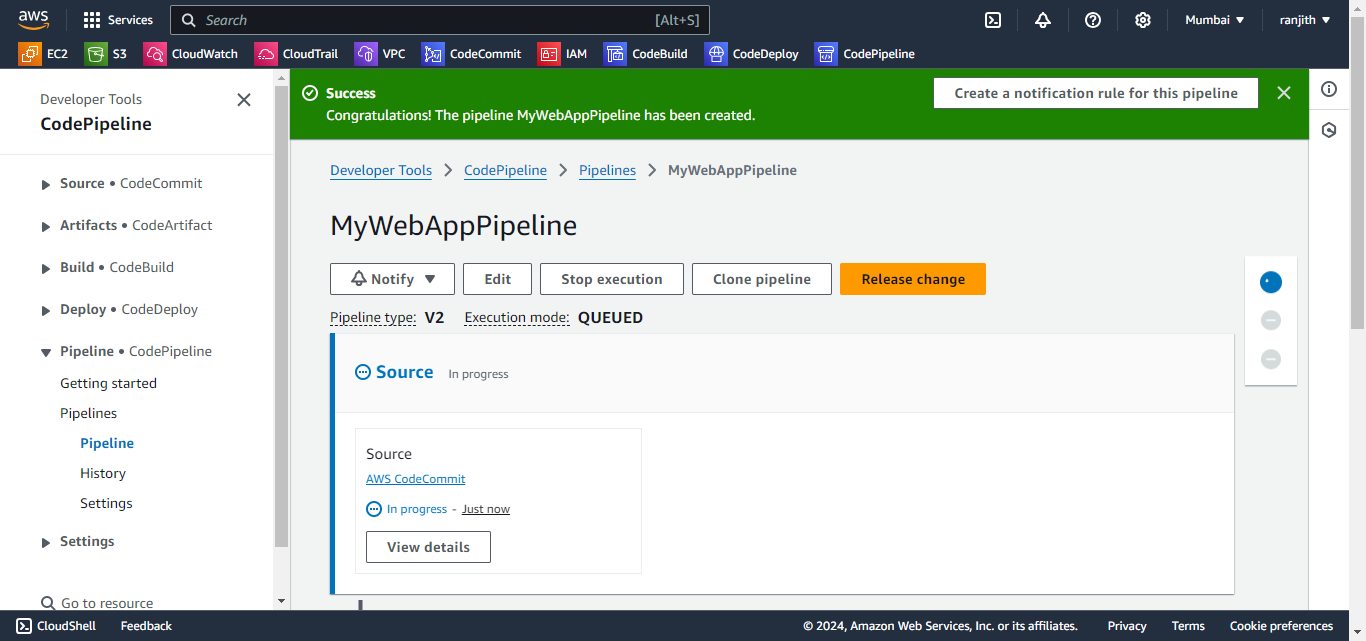 aws Services Search [Alt+S] Mumbai ▼ ranjith ▼
EC2 S3 CloudWatch CloudTrail VPC CodeCommit IAM CodeBuild CodeDeploy CodePipeline
Developer Tools
CodePipeline
Source • CodeCommit
Artifacts • CodeArtifact
Build • CodeBuild
Deploy • CodeDeploy
Pipeline • CodePipeline
Getting started
Pipelines
Pipeline
History
Settings
Settings
Go to resource
Success
Congratulations! The pipeline MyWebAppPipeline has been created.
Create a notification rule for this pipeline
Developer Tools > CodePipeline > Pipelines > MyWebAppPipeline
MyWebAppPipeline
Notify ▼ Edit Stop execution Clone pipeline Release change
Pipeline type: V2 Execution mode: QUEUED
Source In progress
Source
AWS CodeCommit
In progress - Just now
View details
CloudShell Feedback © 2024, Amazon Web Services, Inc. or its affiliates. Privacy Terms Cookie preferences